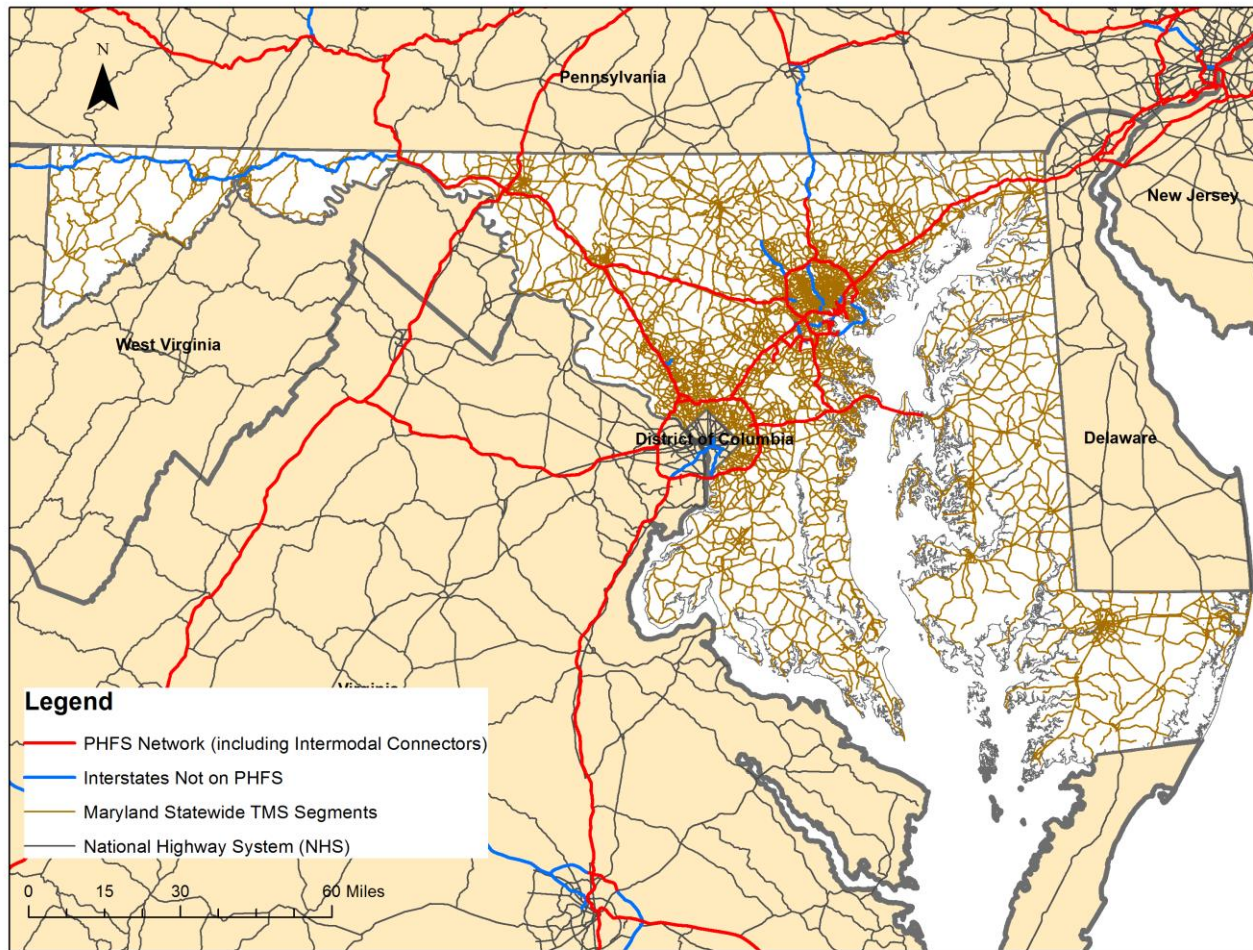 N
Pennsylvania
New Jersey
West Virginia
District of Columbia
Delaware
Virginia
Legend
PHFS Network (including Intermodal Connectors)
Interstates Not on PHFS
Maryland Statewide TMS Segments
National Highway System (NHS)
0 15 30 60 Miles